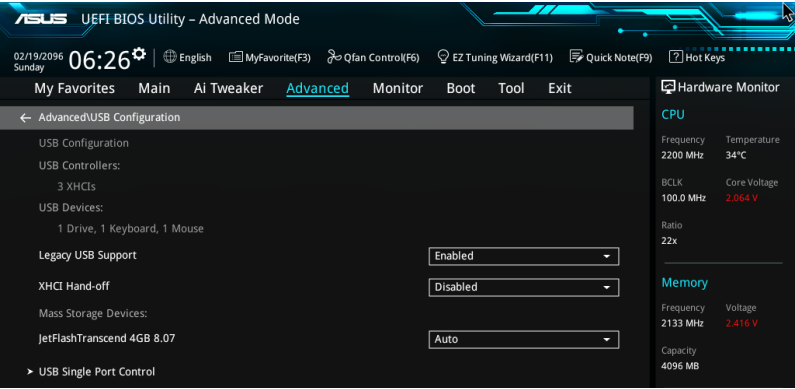 ASUS UEFI BIOS Utility – Advanced Mode
02/19/2096
Sunday
06:26
English
MyFavorite(F3)
Qfan Control(F6)
EZ Tuning Wizard(F11)
Quick Note(F9)
? Hot Keys
My Favorites Main Ai Tweaker Advanced Monitor Boot Tool Exit
Advanced\USB Configuration
USB Configuration
USB Controllers:
3 XHCIs
USB Devices:
1 Drive, 1 Keyboard, 1 Mouse
Legacy USB Support Enabled
XHCI Hand-off Disabled
Mass Storage Devices:
JetFlashTranscend 4GB 8.07 Auto
USB Single Port Control
Hardware Monitor
CPU
Frequency Temperature
2200 MHz 34°C
BCLK Core Voltage
100.0 MHz 2.064 V
Ratio
22x
Memory
Frequency Voltage
2133 MHz 2.416 V
Capacity
4096 MB